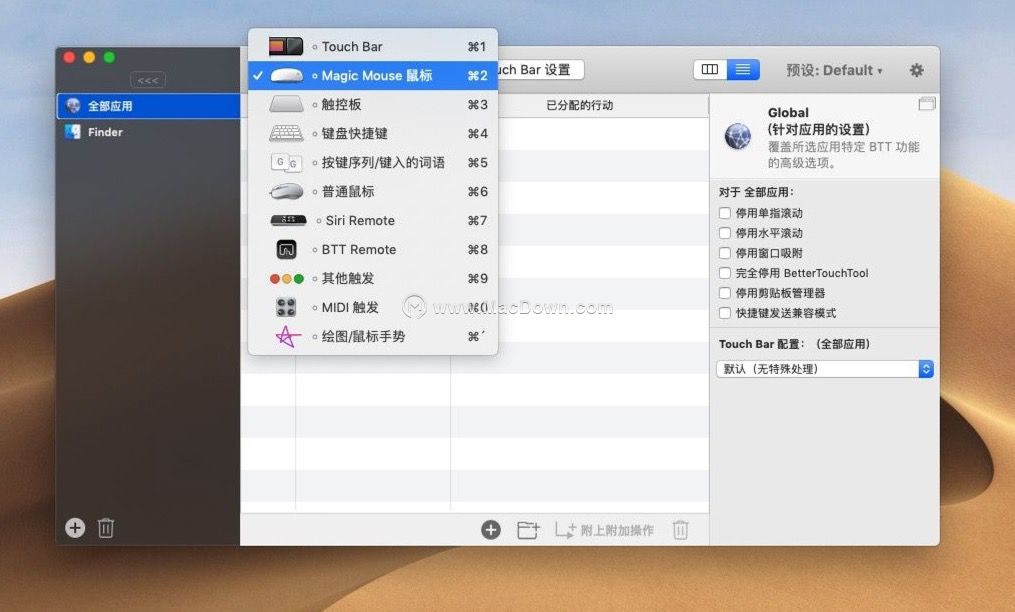 Touch Bar ⌘1
✓ Magic Mouse 鼠标 ⌘2
触控板 ⌘3
键盘快捷键 ⌘4
按键序列/键入的词语 ⌘5
普通鼠标 ⌘6
Siri Remote ⌘7
BTT Remote ⌘8
其他触发 ⌘9
MIDI 触发 ⌘0
绘图/鼠标手势 ⌘´
G G
www.MacDown.com
<<<
全部应用
Finder
uch Bar 设置
预设: Default
已分配的行动
附上附加操作
Global
(针对应用的设置)
覆盖所选应用特定 BTT 功能
的高级选项。
对于 全部应用：
停用单指滚动
停用水平滚动
停用窗口吸附
完全停用 BetterTouchTool
停用剪贴板管理器
快捷键发送兼容模式
Touch Bar 配置：（全部应用）
默认（无特殊处理）